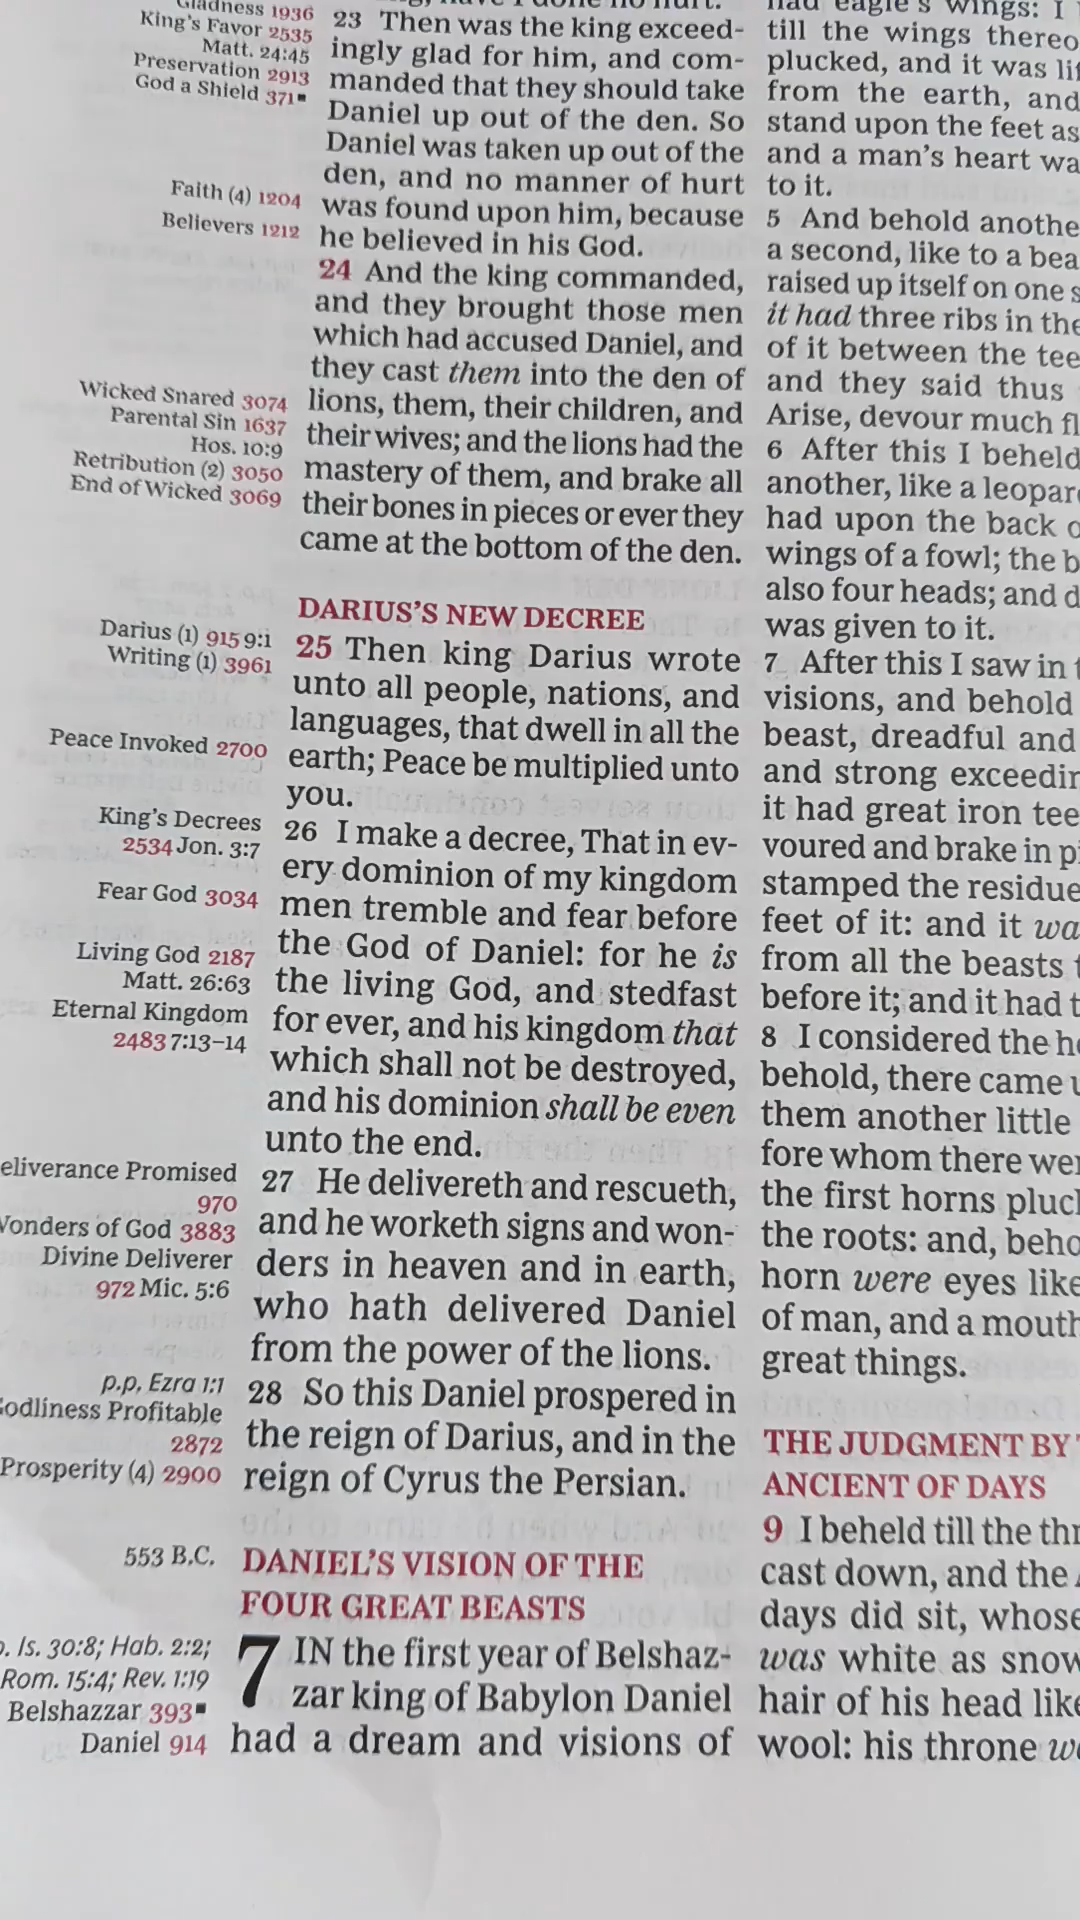 Gladness 1936
King's Favor 2535
Matt. 24:45
Preservation 2913
God a Shield 371▪
Faith (4) 1204
Believers 1212
Wicked Snared 3074
Parental Sin 1637
Hos. 10:9
Retribution (2) 3050
End of Wicked 3069
Darius (1) 915 9:1
Writing (1) 3961
Peace Invoked 2700
King's Decrees
2534 Jon. 3:7
Fear God 3034
Living God 2187
Matt. 26:63
Eternal Kingdom
2483 7:13–14
eliverance Promised
970
onders of God 3883
Divine Deliverer
972 Mic. 5:6
p.p. Ezra 1:1
odliness Profitable
2872
Prosperity (4) 2900
553 B.C.
. Is. 30:8; Hab. 2:2;
Rom. 15:4; Rev. 1:19
Belshazzar 393▪
Daniel 914
have I done no hurt.
23 Then was the king exceed-
ingly glad for him, and com-
manded that they should take
Daniel up out of the den. So
Daniel was taken up out of the
den, and no manner of hurt
was found upon him, because
he believed in his God.
24 And the king commanded,
and they brought those men
which had accused Daniel, and
they cast them into the den of
lions, them, their children, and
their wives; and the lions had the
mastery of them, and brake all
their bones in pieces or ever they
came at the bottom of the den.
DARIUS'S NEW DECREE
25 Then king Darius wrote
unto all people, nations, and
languages, that dwell in all the
earth; Peace be multiplied unto
you.
26 I make a decree, That in ev-
ery dominion of my kingdom
men tremble and fear before
the God of Daniel: for he is
the living God, and stedfast
for ever, and his kingdom that
which shall not be destroyed,
and his dominion shall be even
unto the end.
27 He delivereth and rescueth,
and he worketh signs and won-
ders in heaven and in earth,
who hath delivered Daniel
from the power of the lions.
28 So this Daniel prospered in
the reign of Darius, and in the
reign of Cyrus the Persian.
DANIEL'S VISION OF THE
FOUR GREAT BEASTS
7 IN the first year of Belshaz-
zar king of Babylon Daniel
had a dream and visions of
had eagle's wings: I
till the wings thereo
plucked, and it was lif
from the earth, and
stand upon the feet as
and a man's heart wa
to it.
5 And behold anothe
a second, like to a bea
raised up itself on one s
it had three ribs in the
of it between the tee
and they said thus
Arise, devour much fl
6 After this I beheld
another, like a leopar
had upon the back o
wings of a fowl; the b
also four heads; and d
was given to it.
7 After this I saw in t
visions, and behold
beast, dreadful and
and strong exceedin
it had great iron tee
voured and brake in pi
stamped the residue
feet of it: and it wa
from all the beasts t
before it; and it had t
8 I considered the ho
behold, there came u
them another little
fore whom there wer
the first horns pluck
the roots: and, beho
horn were eyes like
of man, and a mouth
great things.
THE JUDGMENT BY
ANCIENT OF DAYS
9 I beheld till the thr
cast down, and the
days did sit, whose
was white as snow
hair of his head like
wool: his throne w